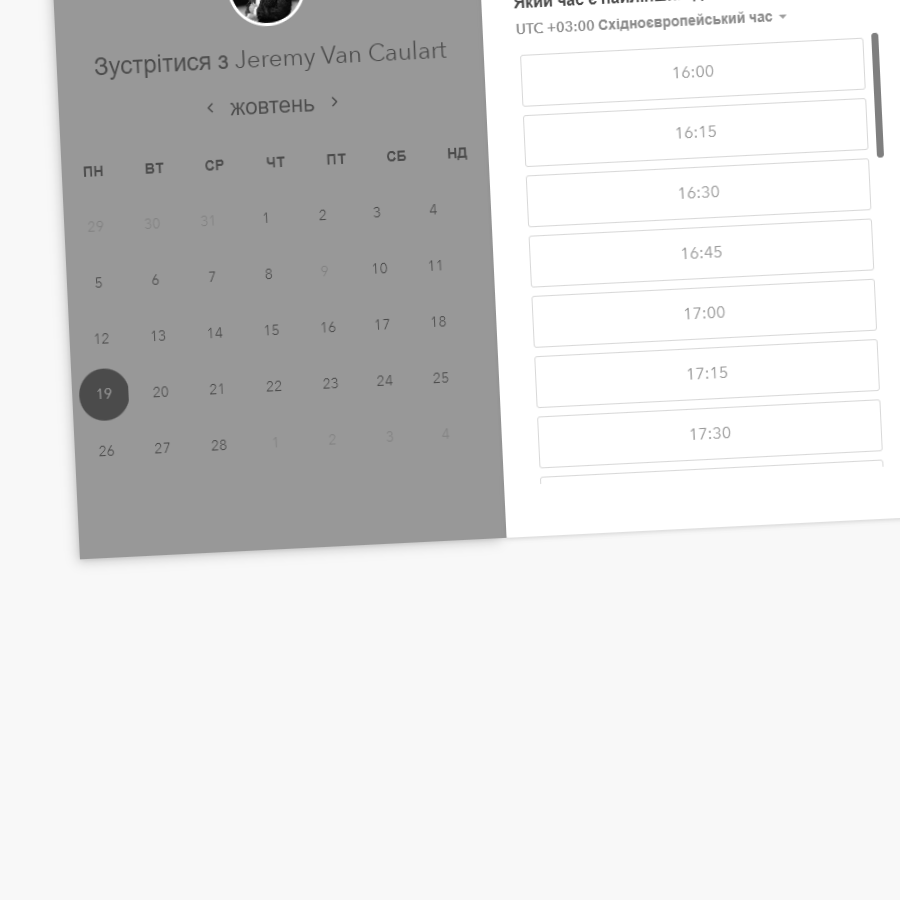 Зустрітися з Jeremy Van Caulart
‹ жовтень ›
ПН ВТ СР ЧТ ПТ СБ НД
29 30 31 1 2 3 4
5 6 7 8 9 10 11
12 13 14 15 16 17 18
19 20 21 22 23 24 25
26 27 28 1 2 3 4
Який час є
UTC +03:00 Східноєвропейський час
16:00
16:15
16:30
16:45
17:00
17:15
17:30